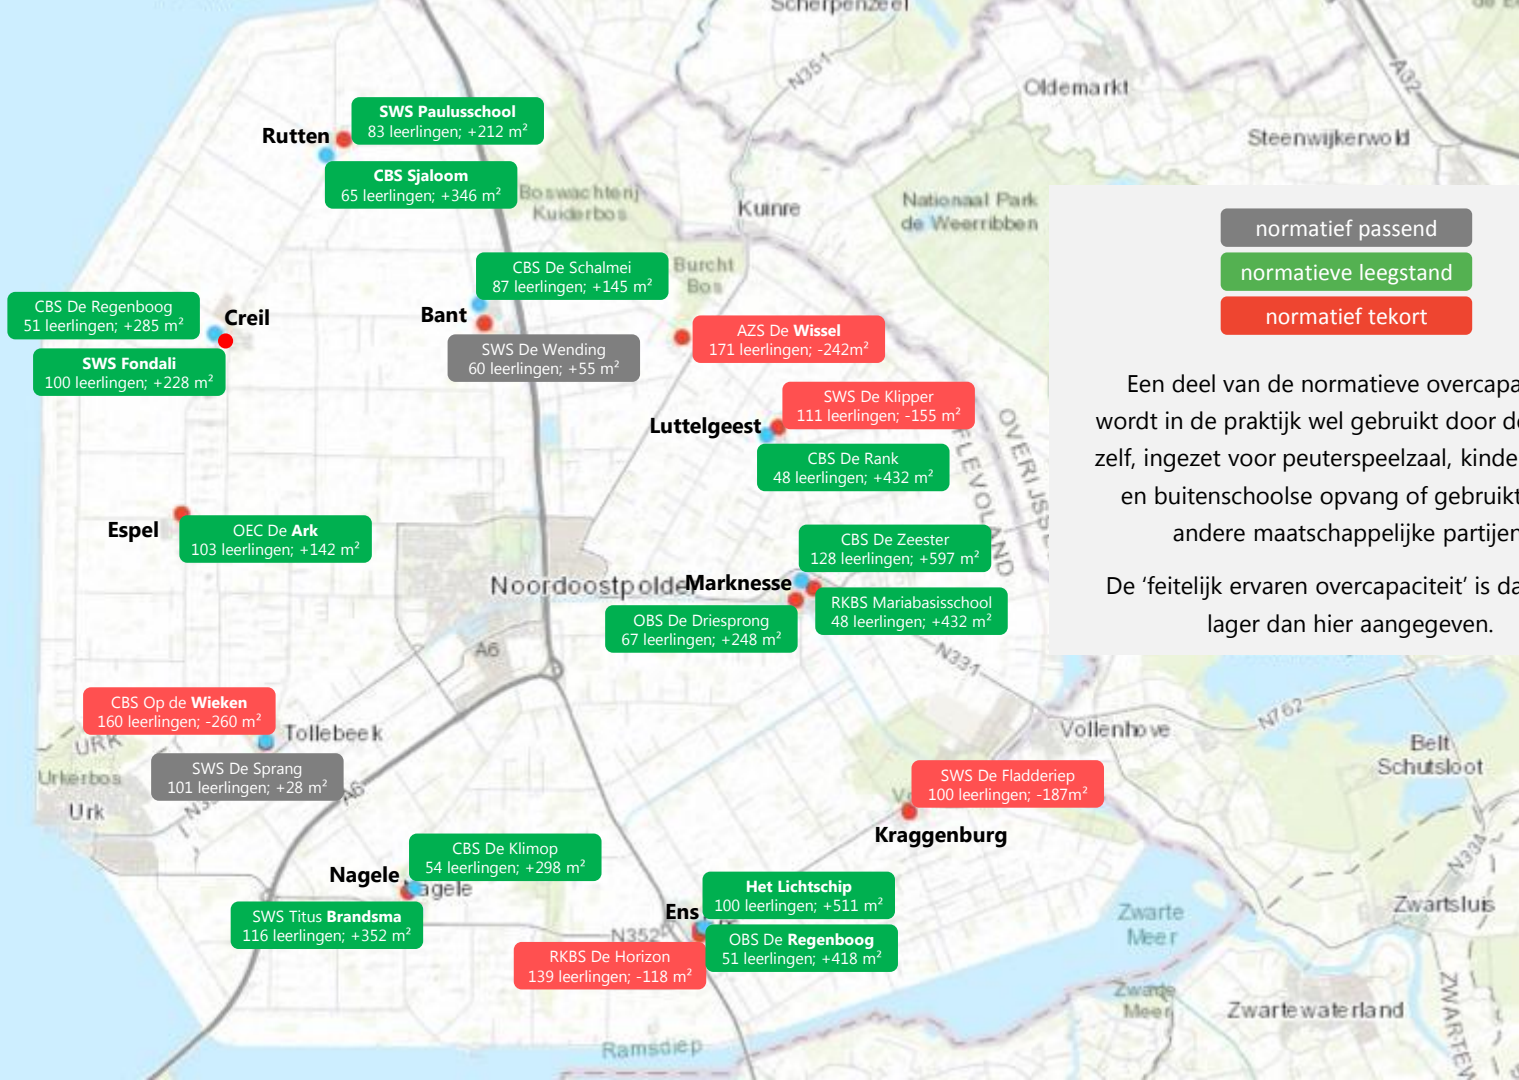 Scherpenzeel
N351
Oldemarkt
A32
Steenwijkerwold
SWS Paulusschool
83 leerlingen; +212 m²
Rutten
CBS Sjaloom
65 leerlingen; +346 m²
Boswachterij
Kuiderbos
Kuinre
Nationaal Park
de Weerribben
normatief passend
normatieve leegstand
normatief tekort
CBS De Schalmei
87 leerlingen; +145 m²
Burcht
Bos
CBS De Regenboog
51 leerlingen; +285 m²
Creil
Bant
SWS Fondali
100 leerlingen; +228 m²
SWS De Wending
60 leerlingen; +55 m²
AZS De Wissel
171 leerlingen; -242m²
Een deel van de normatieve overcapa
wordt in de praktijk wel gebruikt door
zelf, ingezet voor peuterspeelzaal, kinde
en buitenschoolse opvang of gebruikt
andere maatschappelijke partijen
De ‘feitelijk ervaren overcapaciteit’ is
lager dan hier aangegeven.
SWS De Klipper
111 leerlingen; -155 m²
Luttelgeest
CBS De Rank
48 leerlingen; +432 m²
FLEVOLAND
Espel
OEC De Ark
103 leerlingen; +142 m²
CBS De Zeester
128 leerlingen; +597 m²
Marknesse
RKBS Mariabasisschool
48 leerlingen; +432 m²
OBS De Driesprong
67 leerlingen; +248 m²
A6
N331
CBS Op de Wieken
160 leerlingen; -260 m²
Tollebeek
URK
SWS De Sprang
101 leerlingen; +28 m²
A6
Urkerbos
Urk
Vollenhove
N762
Belt
Schutsloot
SWS De Fladderiep
100 leerlingen; -187m²
Kraggenburg
N334
CBS De Klimop
54 leerlingen; +298 m²
Nagele
SWS Titus Brandsma
116 leerlingen; +352 m²
Het Lichtschip
100 leerlingen; +511 m²
Ens
N352
OBS De Regenboog
51 leerlingen; +418 m²
RKBS De Horizon
139 leerlingen; -118 m²
Zwarte
Meer
Zwartsluis
Zwarte
Meer
Zwartewaterland
Ramsdiep